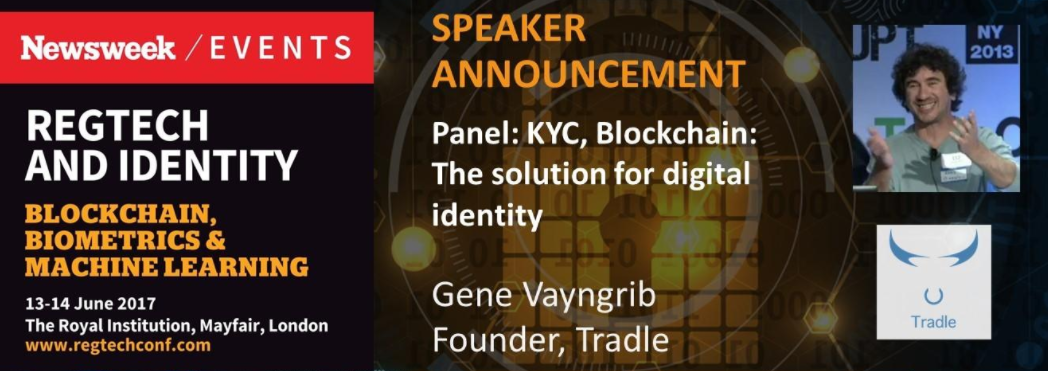 Newsweek / EVENTS
REGTECH
AND IDENTITY
BLOCKCHAIN,
BIOMETRICS &
MACHINE LEARNING
13-14 June 2017
The Royal Institution, Mayfair, London
www.regtechconf.com
SPEAKER
ANNOUNCEMENT
Panel: KYC, Blockchain:
The solution for digital
identity
Gene Vayngrib
Founder, Tradle
UPT
NY
2013
Tradle